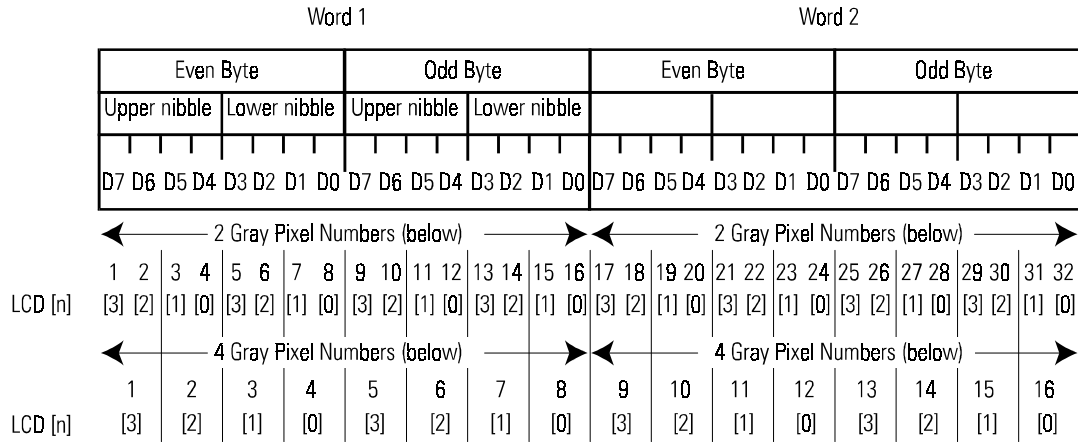 Word 1 Word 2
Even Byte Odd Byte Even Byte Odd Byte
Upper nibble Lower nibble Upper nibble Lower nibble
D7 D6 D5 D4 D3 D2 D1 D0 D7 D6 D5 D4 D3 D2 D1 D0 D7 D6 D5 D4 D3 D2 D1 D0 D7 D6 D5 D4 D3 D2 D1 D0
2 Gray Pixel Numbers (below) 2 Gray Pixel Numbers (below)
1 2 3 4 5 6 7 8 9 10 11 12 13 14 15 16 17 18 19 20 21 22 23 24 25 26 27 28 29 30 31 32
LCD [n] [3] [2] [1] [0] [3] [2] [1] [0] [3] [2] [1] [0] [3] [2] [1] [0] [3] [2] [1] [0] [3] [2] [1] [0] [3] [2] [1] [0] [3] [2] [1] [0]
4 Gray Pixel Numbers (below) 4 Gray Pixel Numbers (below)
1 2 3 4 5 6 7 8 9 10 11 12 13 14 15 16
LCD [n] [3] [2] [1] [0] [3] [2] [1] [0] [3] [2] [1] [0] [3] [2] [1] [0]